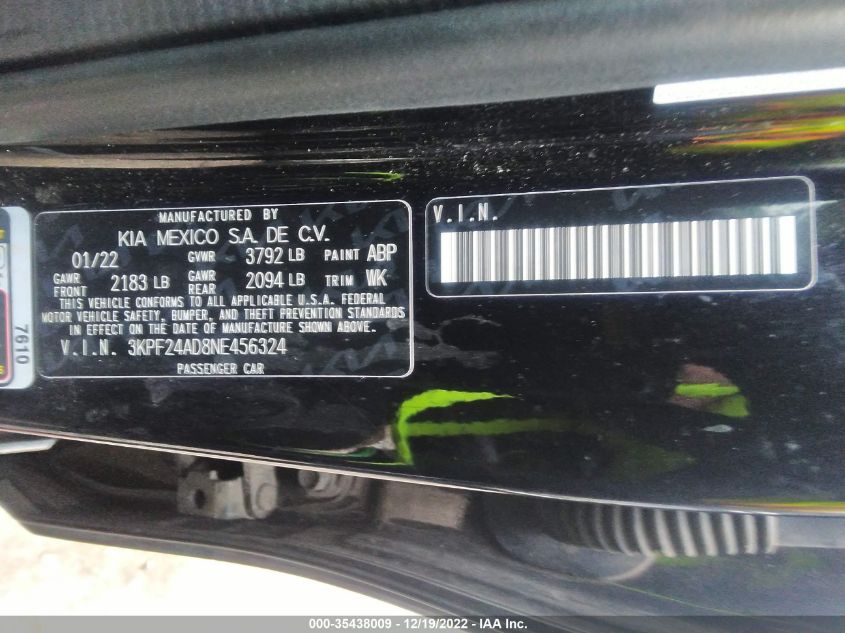 MANUFACTURED BY
KIA MEXICO S.A. DE C.V.
01/22 GVWR 3792 LB PAINT ABP
GAWR FRONT 2183 LB GAWR REAR 2094 LB TRIM WK
THIS VEHICLE CONFORMS TO ALL APPLICABLE U.S.A. FEDERAL
MOTOR VEHICLE SAFETY, BUMPER, AND THEFT PREVENTION STANDARDS
IN EFFECT ON THE DATE OF MANUFACTURE SHOWN ABOVE.
V.I.N. 3KPF24AD8NE456324
PASSENGER CAR
V.I.N.
7610
000-35438009 - 12/19/2022 - IAA Inc.